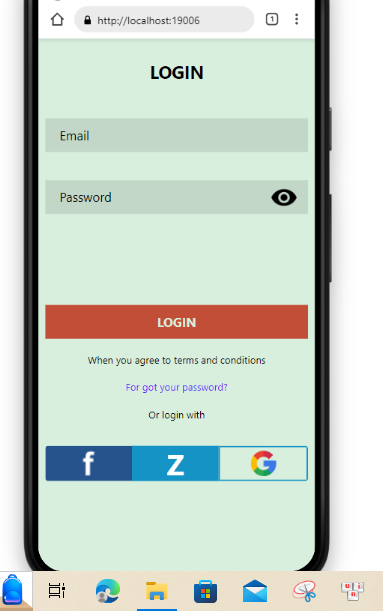 http://localhost:19006
1
LOGIN
Email
Password
LOGIN
When you agree to terms and conditions
For got your password?
Or login with
f Z G